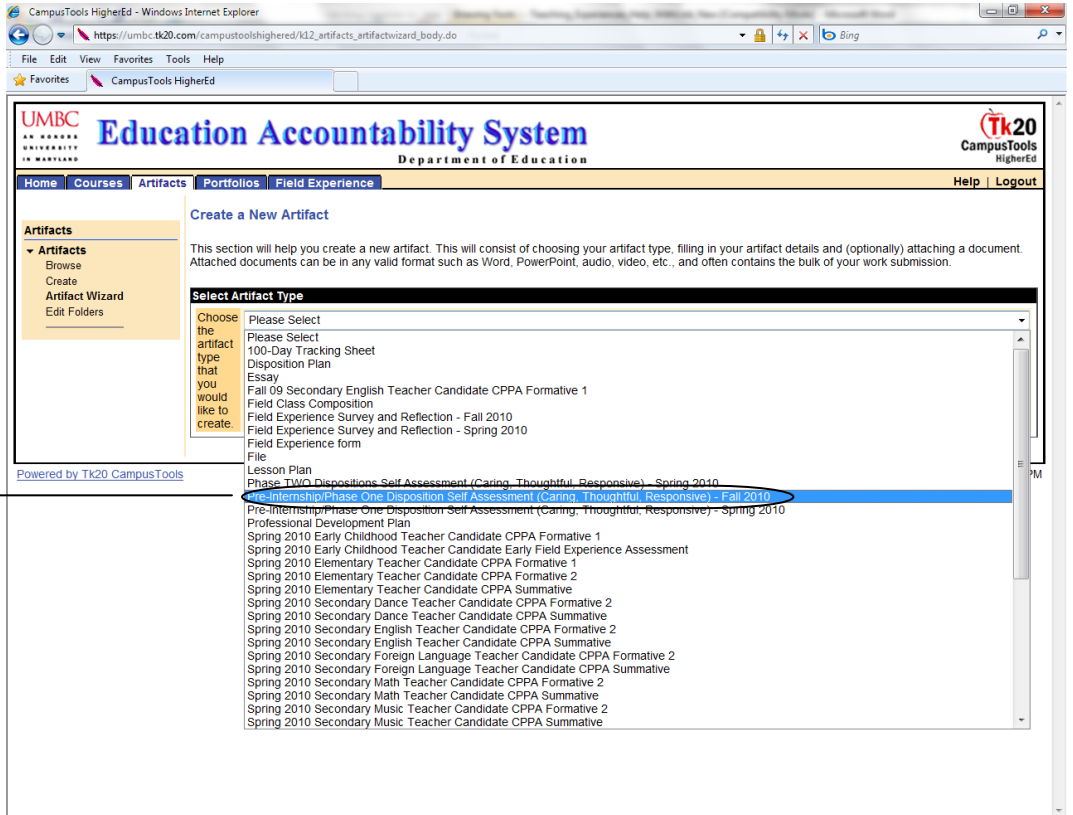 CampusTools HigherEd - Windows Internet Explorer
https://umbc.tk20.com/campustoolshighered/k12_artifacts_artifactwizard_body.do
Bing
File Edit View Favorites Tools Help
Favorites CampusTools HigherEd
UMBC
AN HONORS
UNIVERSITY
IN MARYLAND
Education Accountability System
Department of Education
Tk20
CampusTools
HigherEd
Home Courses Artifacts Portfolios Field Experience Help | Logout
Artifacts
Artifacts
Browse
Create
Artifact Wizard
Edit Folders
Create a New Artifact
This section will help you create a new artifact. This will consist of choosing your artifact type, filling in your artifact details and (optionally) attaching a document.
Attached documents can be in any valid format such as Word, PowerPoint, audio, video, etc., and often contains the bulk of your work submission.
Select Artifact Type
Choose
the
artifact
type
that
you
would
like to
create.
Please Select
Please Select
100-Day Tracking Sheet
Disposition Plan
Essay
Fall 09 Secondary English Teacher Candidate CPPA Formative 1
Field Class Composition
Field Experience Survey and Reflection - Fall 2010
Field Experience Survey and Reflection - Spring 2010
Field Experience form
File
Lesson Plan
Phase TWO Dispositions Self Assessment (Caring, Thoughtful, Responsive) - Spring 2010
Pre-Internship/Phase One Disposition Self Assessment (Caring, Thoughtful, Responsive) - Fall 2010
Pre-Internship/Phase One Disposition Self Assessment (Caring, Thoughtful, Responsive) - Spring 2010
Professional Development Plan
Spring 2010 Early Childhood Teacher Candidate CPPA Formative 1
Spring 2010 Early Childhood Teacher Candidate Early Field Experience Assessment
Spring 2010 Elementary Teacher Candidate CPPA Formative 1
Spring 2010 Elementary Teacher Candidate CPPA Formative 2
Spring 2010 Elementary Teacher Candidate CPPA Summative
Spring 2010 Secondary Dance Teacher Candidate CPPA Formative 2
Spring 2010 Secondary Dance Teacher Candidate CPPA Summative
Spring 2010 Secondary English Teacher Candidate CPPA Formative 2
Spring 2010 Secondary English Teacher Candidate CPPA Summative
Spring 2010 Secondary Foreign Language Teacher Candidate CPPA Formative 2
Spring 2010 Secondary Foreign Language Teacher Candidate CPPA Summative
Spring 2010 Secondary Math Teacher Candidate CPPA Formative 2
Spring 2010 Secondary Math Teacher Candidate CPPA Summative
Spring 2010 Secondary Music Teacher Candidate CPPA Formative 2
Spring 2010 Secondary Music Teacher Candidate CPPA Summative
Powered by Tk20 CampusTools
PM